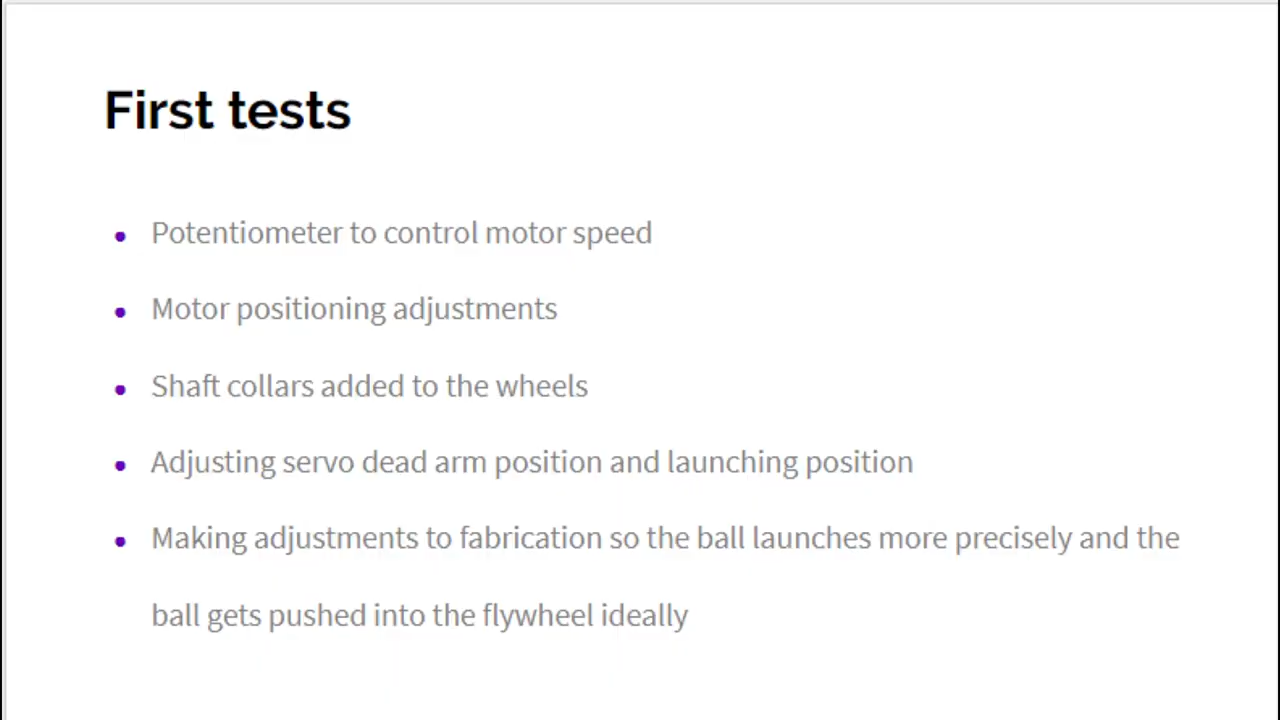 First tests
• Potentiometer to control motor speed
• Motor positioning adjustments
• Shaft collars added to the wheels
• Adjusting servo dead arm position and launching position
• Making adjustments to fabrication so the ball launches more precisely and the
ball gets pushed into the flywheel ideally